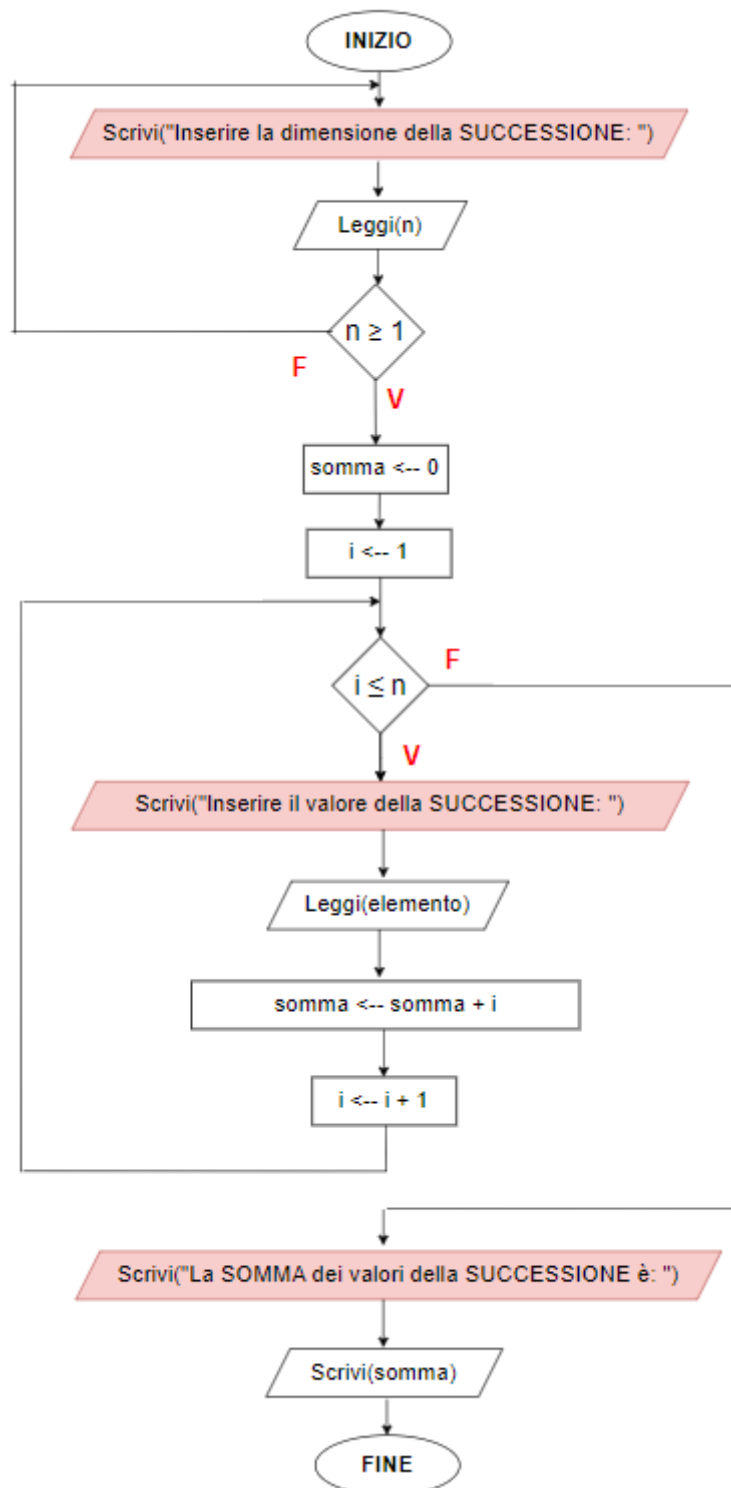 INIZIO
Scrivi("Inserire la dimensione della SUCCESSIONE: ")
Leggi(n)
n ≥ 1
F
V
somma <-- 0
i <-- 1
F
i ≤ n
V
Scrivi("Inserire il valore della SUCCESSIONE: ")
Leggi(elemento)
somma <-- somma + i
i <-- i + 1
Scrivi("La SOMMA dei valori della SUCCESSIONE è: ")
Scrivi(somma)
FINE